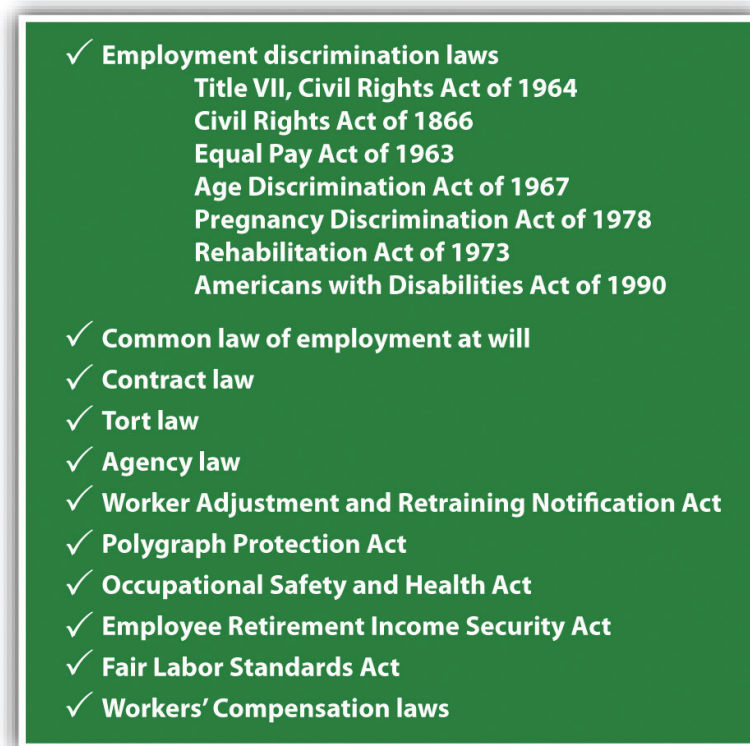 ✓ Employment discrimination laws
Title VII, Civil Rights Act of 1964
Civil Rights Act of 1866
Equal Pay Act of 1963
Age Discrimination Act of 1967
Pregnancy Discrimination Act of 1978
Rehabilitation Act of 1973
Americans with Disabilities Act of 1990
✓ Common law of employment at will
✓ Contract law
✓ Tort law
✓ Agency law
✓ Worker Adjustment and Retraining Notification Act
✓ Polygraph Protection Act
✓ Occupational Safety and Health Act
✓ Employee Retirement Income Security Act
✓ Fair Labor Standards Act
✓ Workers’ Compensation laws